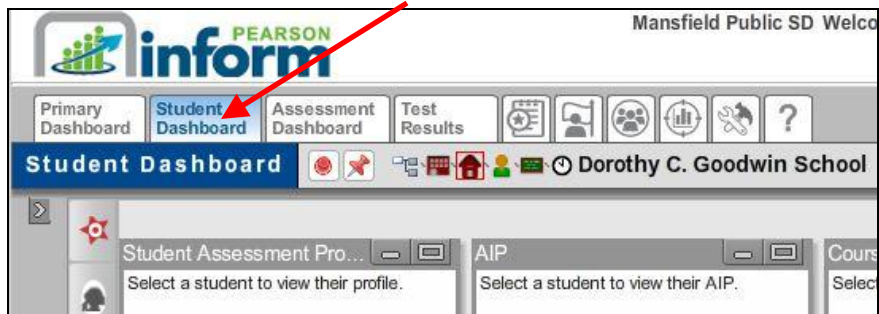 PEARSON
inform
Mansfield Public SD Welco
Primary
Dashboard
Student
Dashboard
Assessment
Dashboard
Test
Results
?
Student Dashboard
Dorothy C. Goodwin School
>
Student Assessment Pro...
AIP
Cours
Select a student to view their profile.
Select a student to view their AIP.
Selec